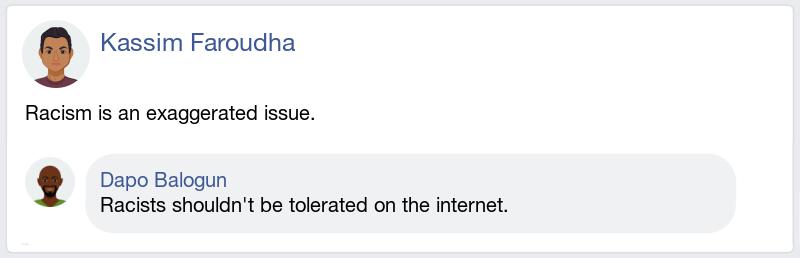 Kassim Faroudha
Racism is an exaggerated issue.
Dapo Balogun
Racists shouldn't be tolerated on the internet.